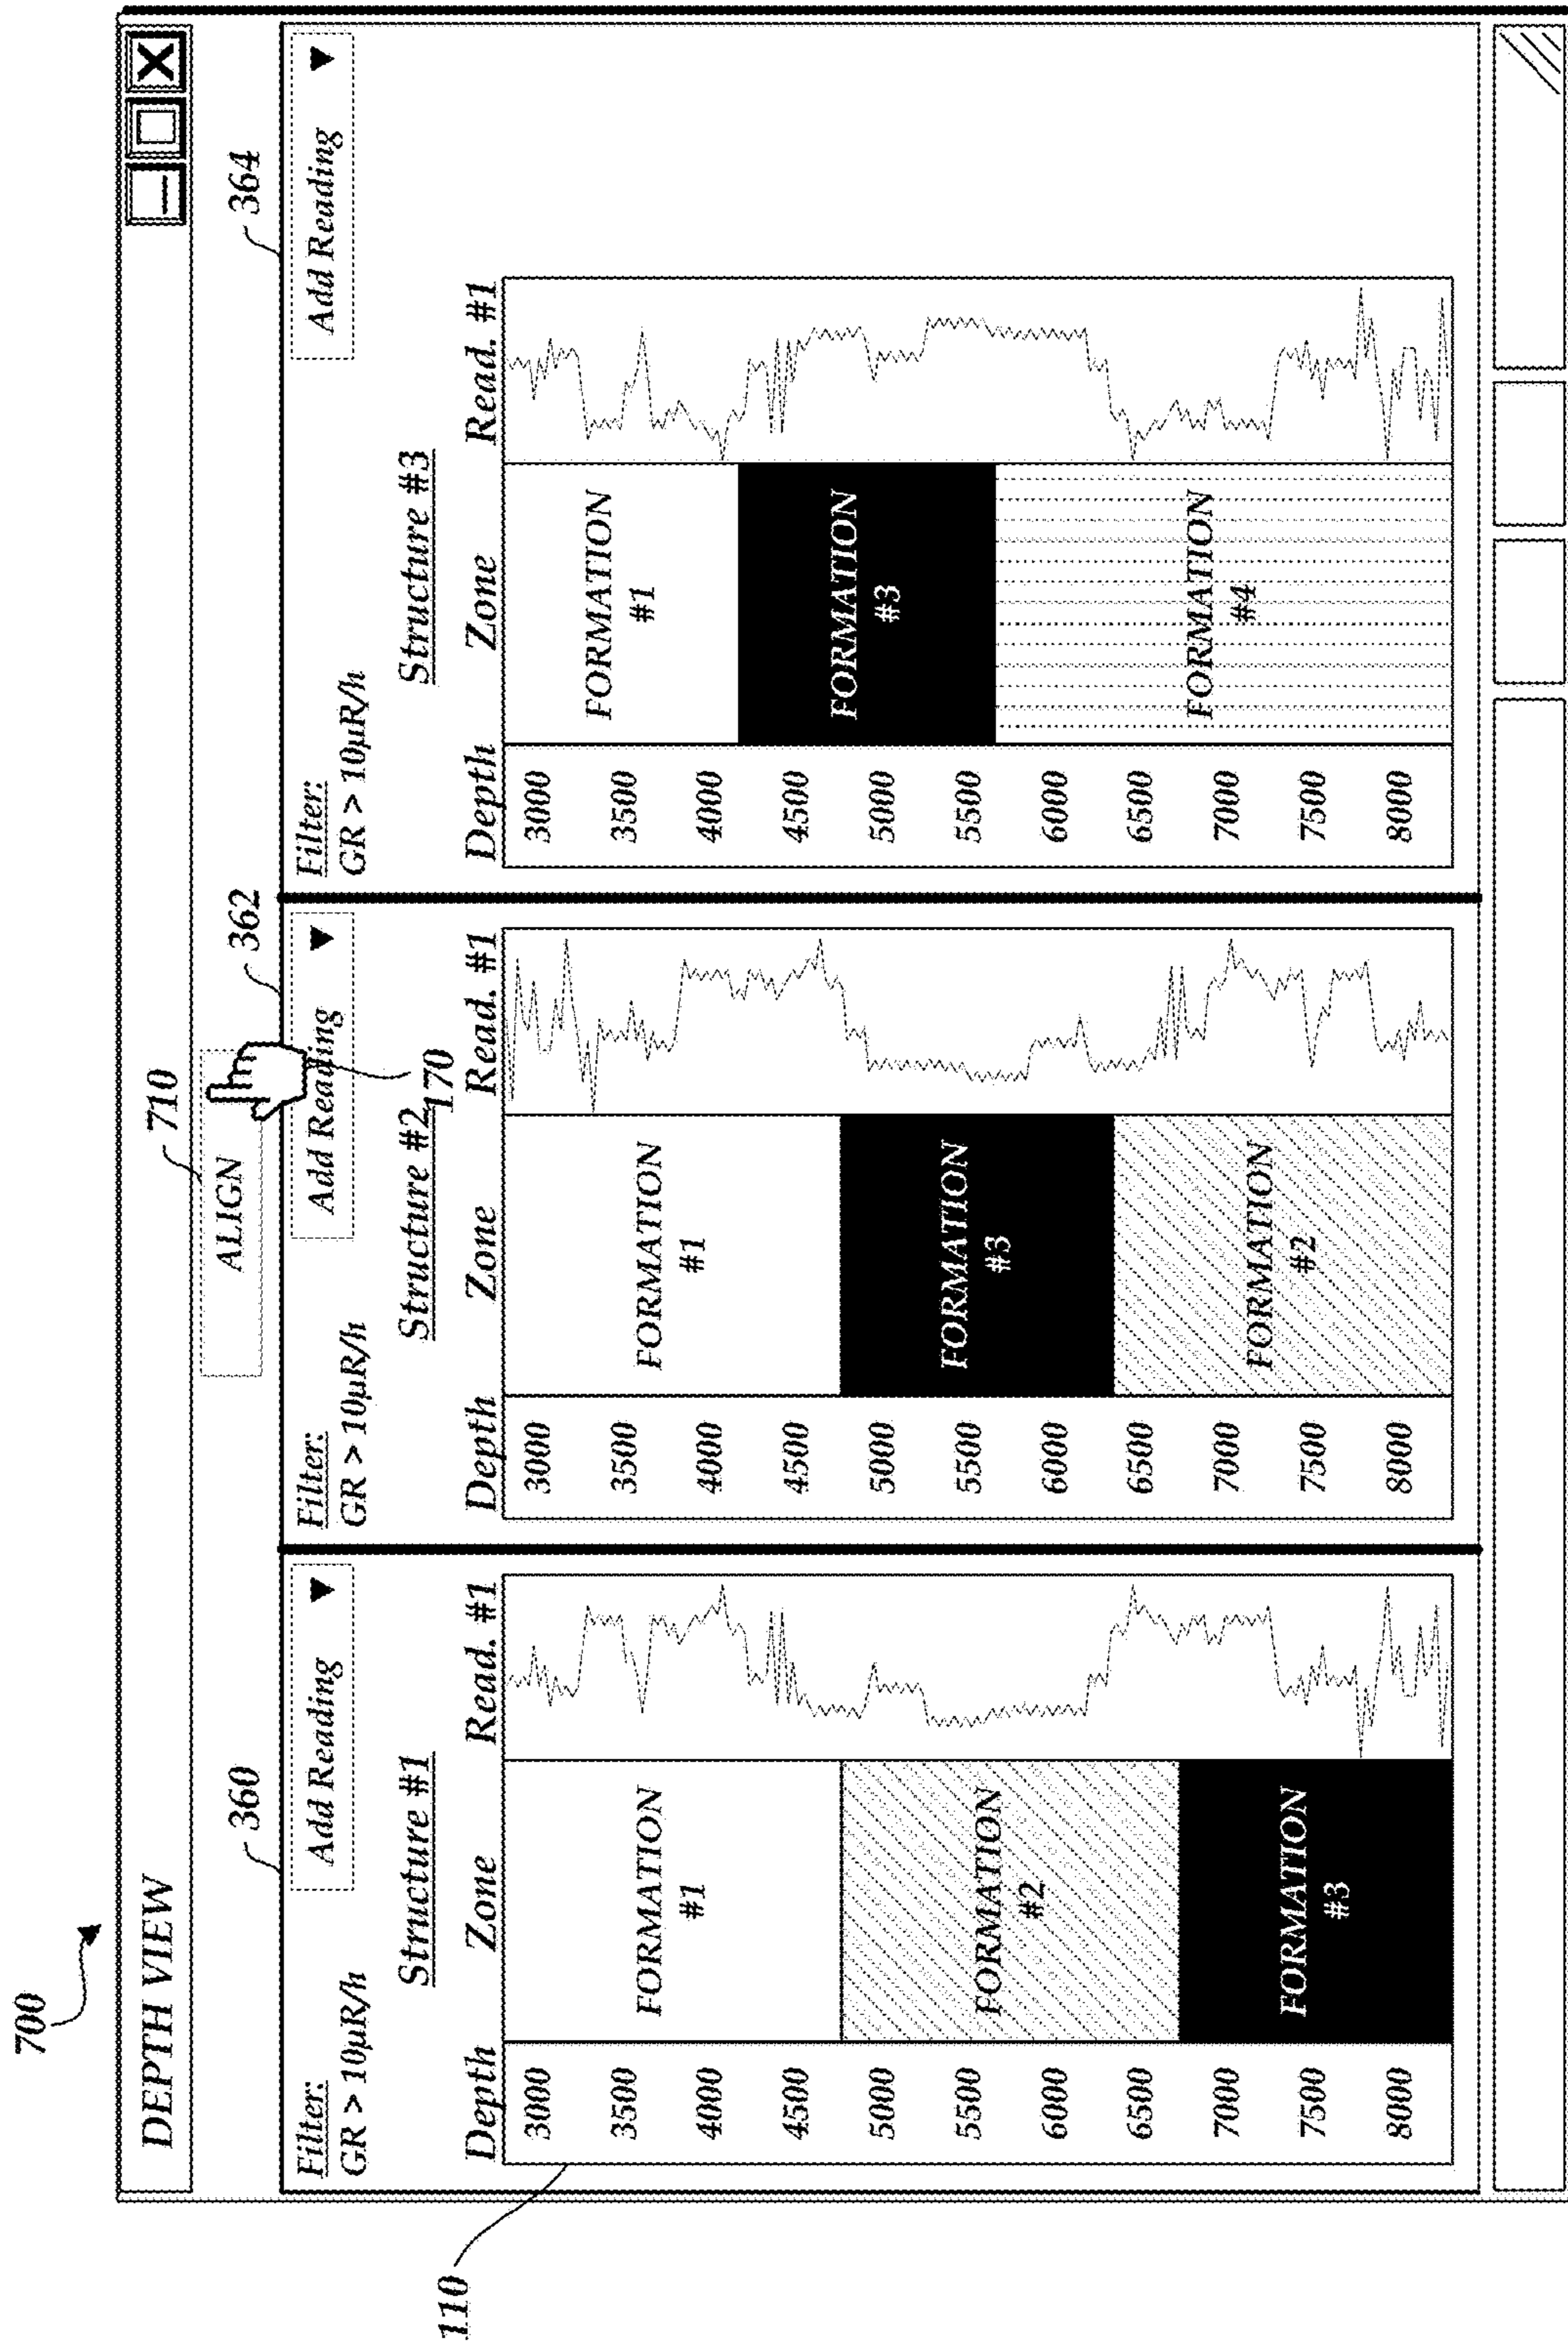 700
DEPTH VIEW
710
ALIGN
360
362
364
Filter:
GR > 10µR/h
Add Reading
Structure #1
Depth
Zone
Read. #1
3000
3500
4000
4500
5000
5500
6000
6500
7000
7500
8000
FORMATION
#1
FORMATION
#2
FORMATION
#3
110
Filter:
GR > 10µR/h
Add Reading
170
Structure #2
Depth
Zone
Read. #1
3000
3500
4000
4500
5000
5500
6000
6500
7000
7500
8000
FORMATION
#1
FORMATION
#3
FORMATION
#2
Filter:
GR > 10µR/h
Add Reading
Structure #3
Depth
Zone
Read. #1
3000
3500
4000
4500
5000
5500
6000
6500
7000
7500
8000
FORMATION
#1
FORMATION
#3
FORMATION
#4